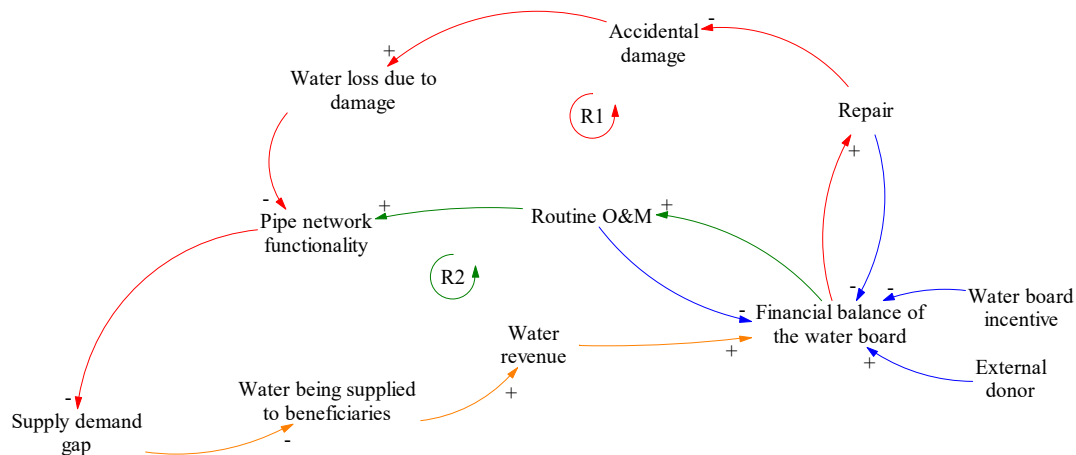 Accidental
damage
-
+
Water loss due to
damage
R1
Repair
+
-
Pipe network
functionality
+
Routine O&M
+
R2
-
-
-
Financial balance of
the water board
Water board
incentive
Water
revenue
+
+
External
donor
-
Supply demand
gap
Water being supplied
to beneficiaries
-
+